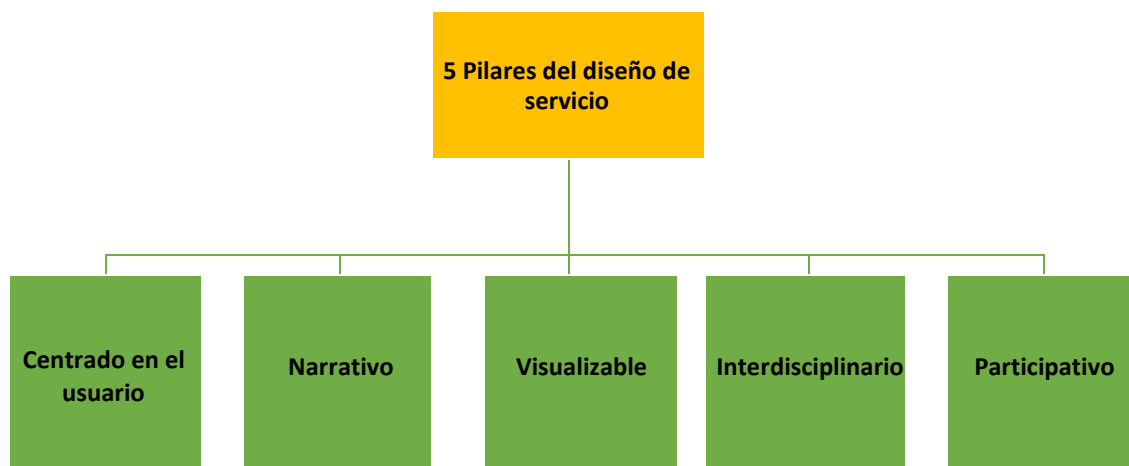 5 Pilares del diseño de
servicio
Centrado en el
usuario
Narrativo
Visualizable
Interdisciplinario
Participativo